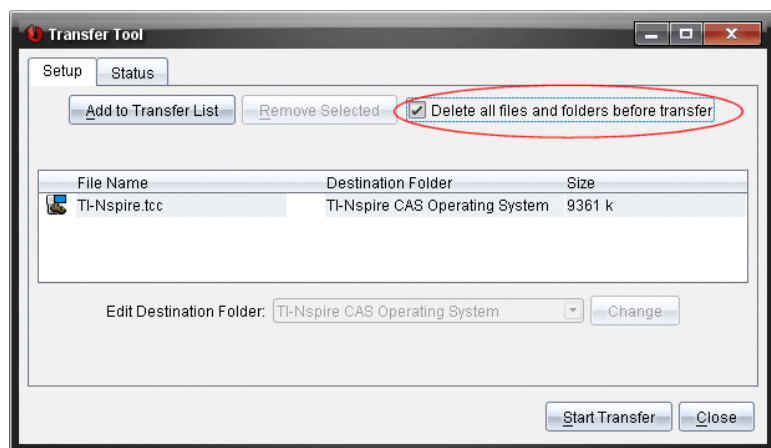 Transfer Tool
Setup Status
Add to Transfer List Remove Selected Delete all files and folders before transfer
File Name Destination Folder Size
TI-Nspire.tcc TI-Nspire CAS Operating System 9361 k
Edit Destination Folder: TI-Nspire CAS Operating System Change
Start Transfer Close